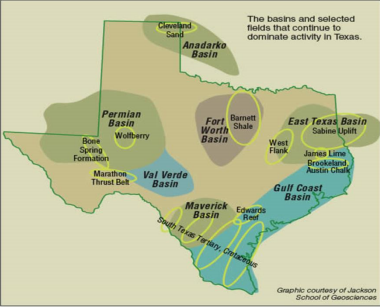 The basins and selected
fields that continue to
dominate activity in Texas.
Cleveland
Sand
Anadarko
Basin
Permian
Basin
Wolfberry
Bone
Spring
Formation
Marathon
Thrust Belt
Val Verde
Basin
Fort
Worth
Basin
Barnett
Shale
West
Flank
East Texas Basin
Sabine Uplift
James Lime
Brookeland,
Austin Chalk
Gulf Coast
Basin
Maverick
Basin
Edwards
Reef
South Texas Tertiary, Cretaceous
Graphic courtesy of Jackson
School of Geosciences